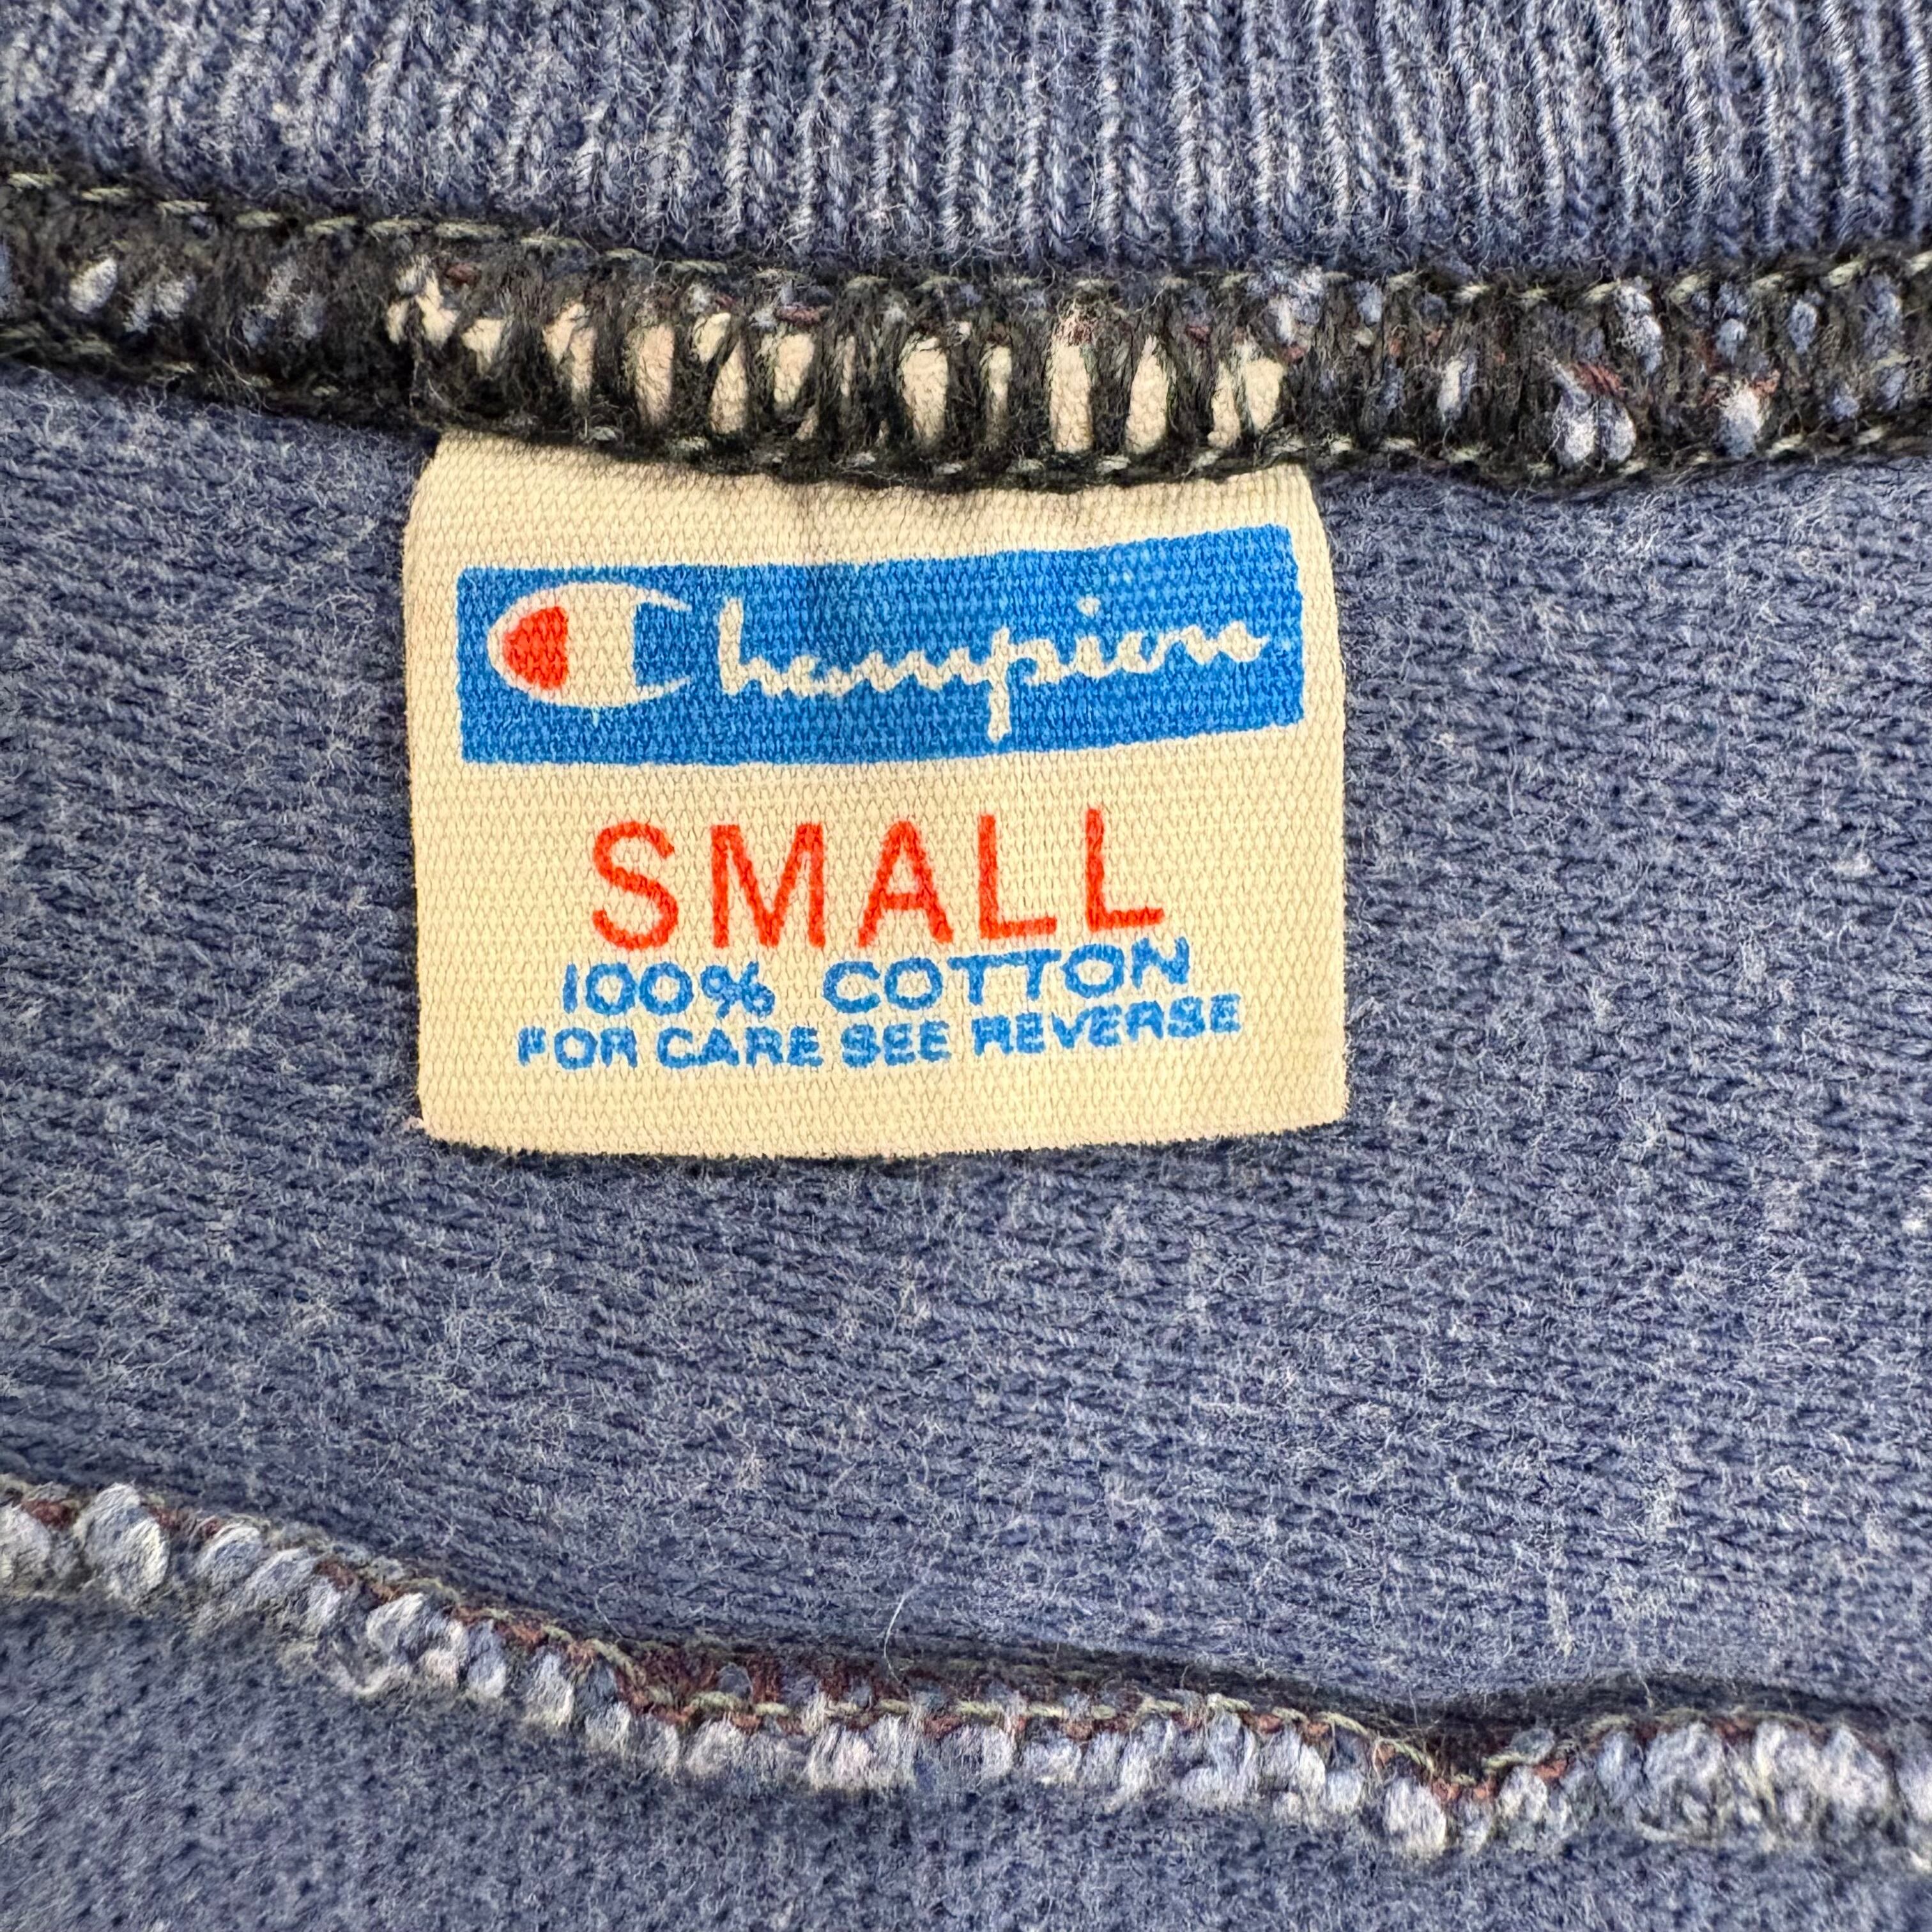 Champion
SMALL
100% COTTON
FOR CARE SEE REVERSE